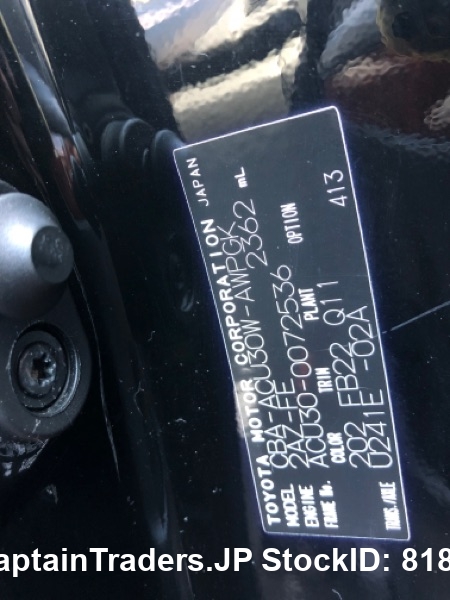 TOYOTA MOTOR CORPORATION JAPAN
MODEL CBA-ACU30W-AWPGK
ENGINE 2AZ-FE 2362 mL
FRAME No. ACU30-0072536
COLOR TRIM PLANT OPTION
202 FB22 Q11 413
TRANS./AXLE U241E -02A
aptainTraders.JP StockID: 818